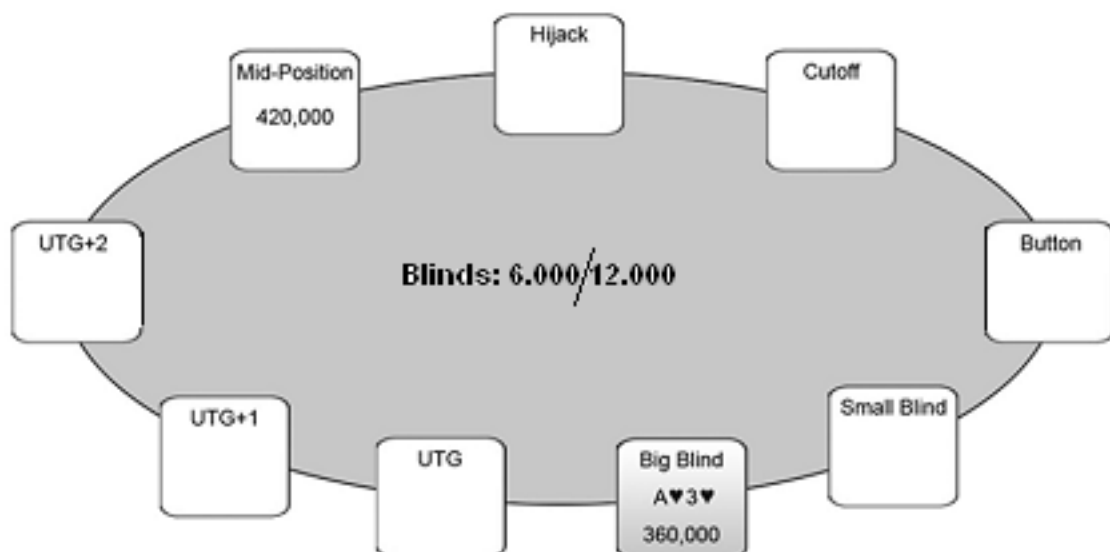 Hijack
Mid-Position
420,000
Cutoff
UTG+2
Blinds: 6.000/12.000
Button
UTG+1
UTG
Big Blind
A♥3♥
360,000
Small Blind